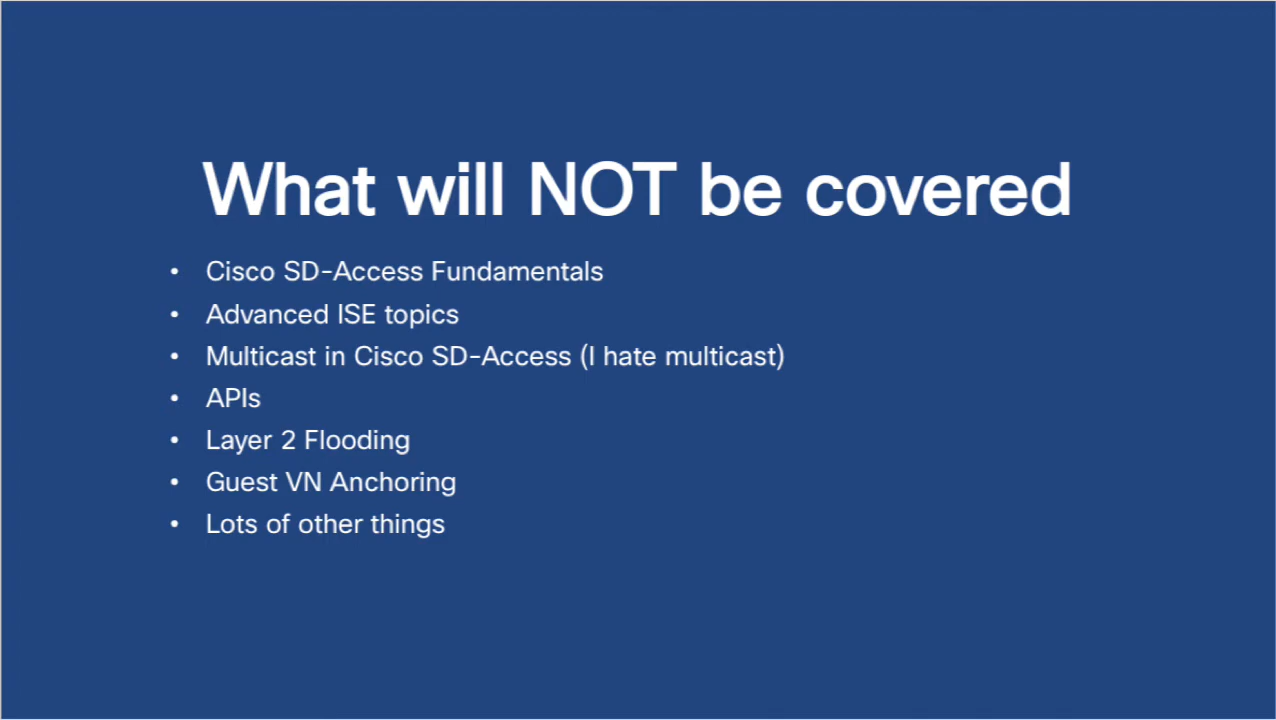 What will NOT be covered
• Cisco SD-Access Fundamentals
• Advanced ISE topics
• Multicast in Cisco SD-Access (I hate multicast)
• APIs
• Layer 2 Flooding
• Guest VN Anchoring
• Lots of other things